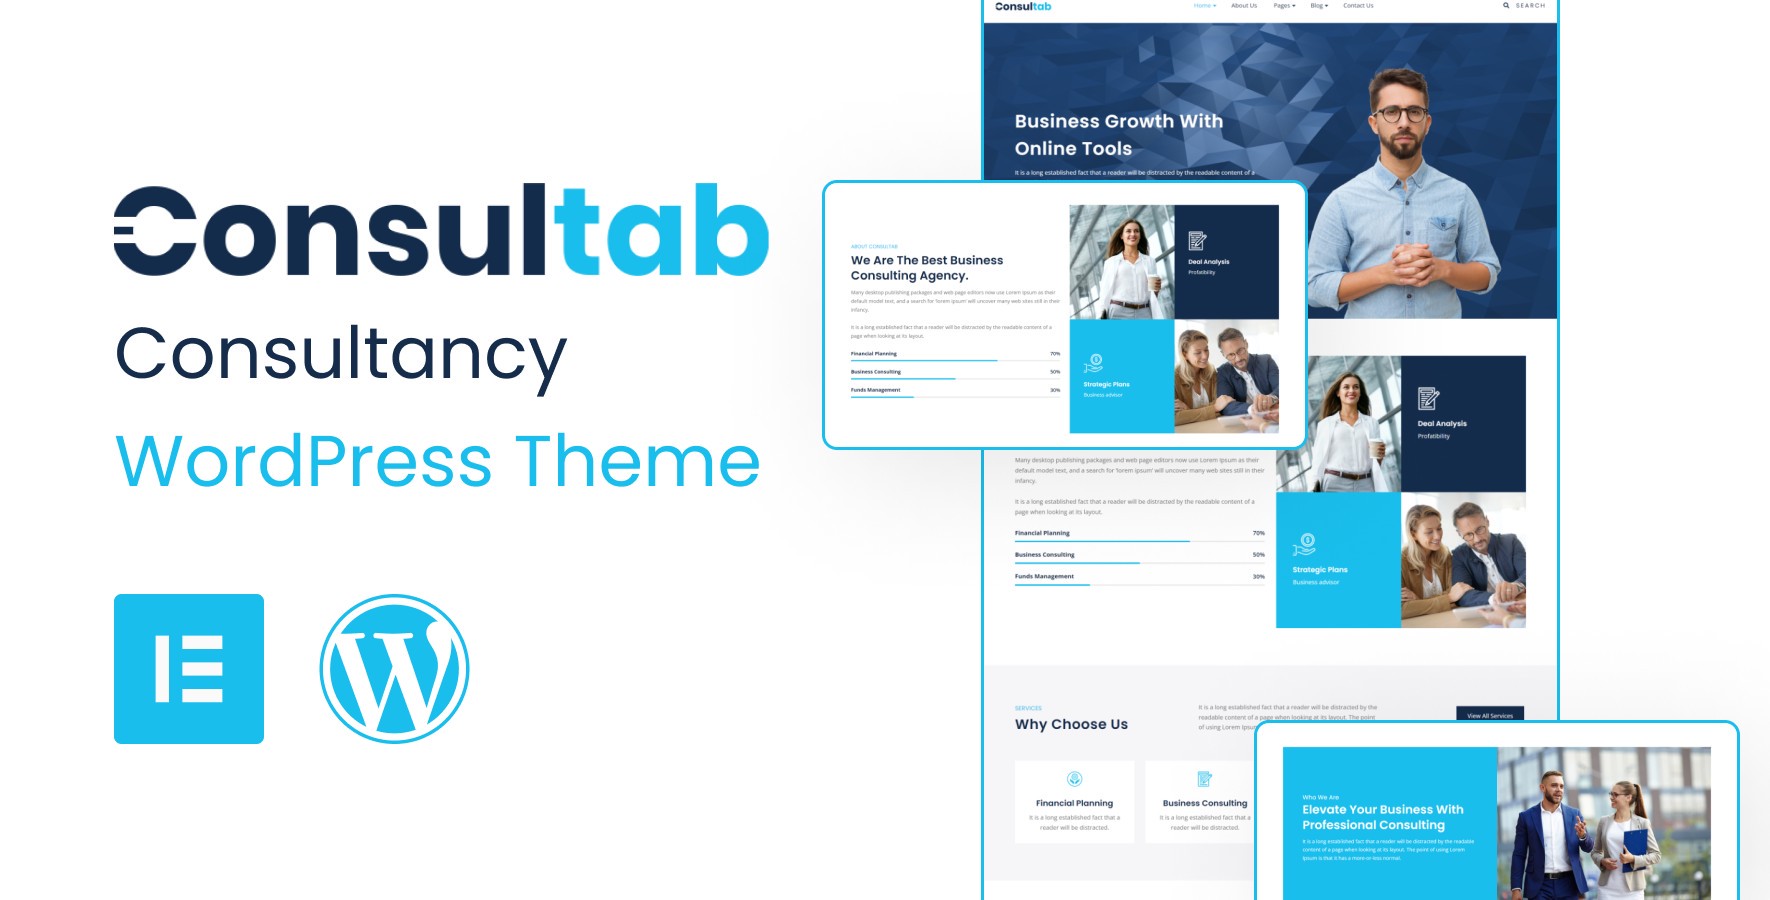 Consultab
Consultancy
WordPress Theme
Consultab
Home
About Us
Pages
Blog
Contact Us
SEARCH
Business Growth With
Online Tools
It is a long established fact that a reader will be distracted by the readable content of a
ABOUT CONSULTAB
We Are The Best Business
Consulting Agency.
Many desktop publishing packages and web page editors now use Lorem Ipsum as their
default model text, and a search for 'lorem ipsum' will uncover many web sites still in their
infancy.
It is a long established fact that a reader will be distracted by the readable content of a
page when looking at its layout.
Financial Planning 70%
Business Consulting 50%
Funds Management 30%
Deal Analysis
Profatibility
Strategic Plans
Business advisor
Many desktop publishing packages and web page editors now use Lorem Ipsum as their
default model text, and a search for 'lorem ipsum' will uncover many web sites still in their
infancy.
It is a long established fact that a reader will be distracted by the readable content of a
page when looking at its layout.
Financial Planning 70%
Business Consulting 50%
Funds Management 30%
Deal Analysis
Profatibility
Strategic Plans
Business advisor
SERVICES
Why Choose Us
It is a long established fact that a reader will be distracted by the
readable content of a page when looking at its layout. The point
of using Lorem Ipsum
View All Services
Financial Planning
It is a long established fact that a
reader will be distracted.
Business Consulting
It is a long established fact that a
reader will be distracted.
Who We Are
Elevate Your Business With
Professional Consulting
It is a long established fact that a reader will be distracted by the readable
content of a page when looking at its layout. The point of using Lorem
Ipsum is that it has a more-or-less normal.